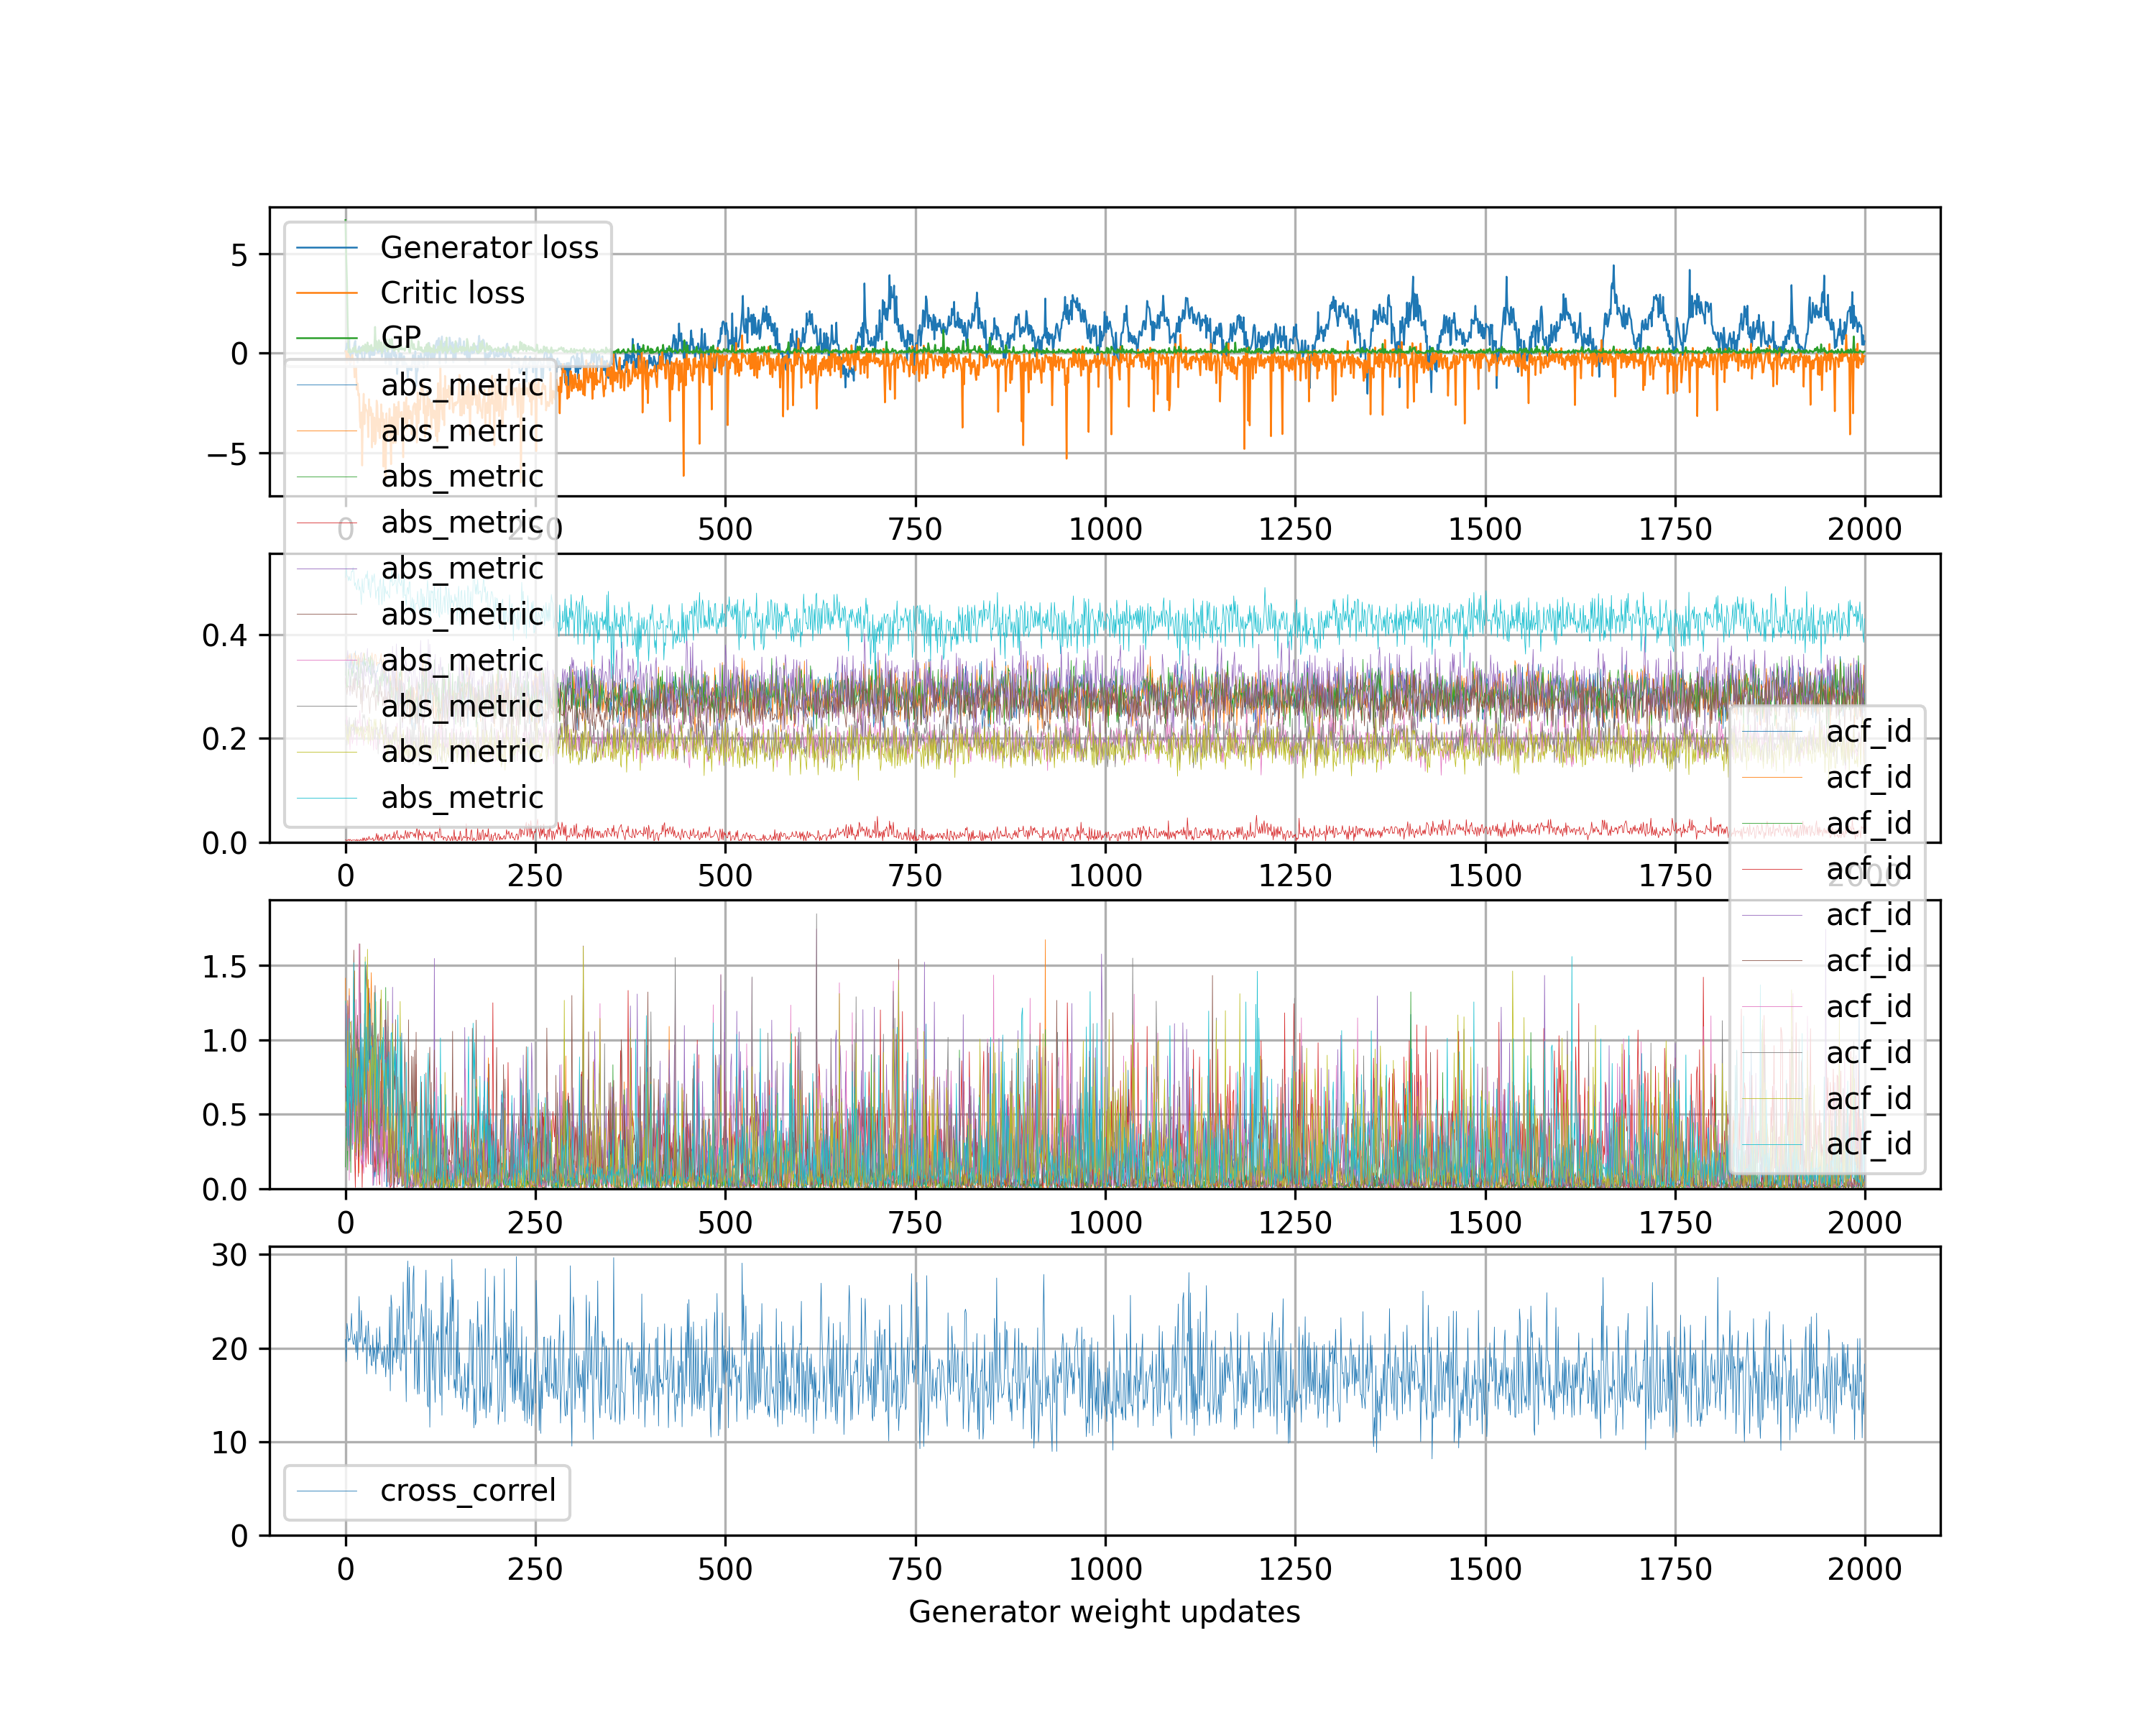 Generator loss
Critic loss
GP
5
0
−5
0 250 500 750 1000 1250 1500 1750 2000
abs_metric
abs_metric
abs_metric
abs_metric
abs_metric
abs_metric
abs_metric
abs_metric
abs_metric
abs_metric
0.4
0.2
0.0
0 250 500 750 1000 1250 1500 1750 2000
acf_id
acf_id
acf_id
acf_id
acf_id
acf_id
acf_id
acf_id
acf_id
acf_id
1.5
1.0
0.5
0.0
0 250 500 750 1000 1250 1500 1750 2000
30
20
10
0
cross_correl
0 250 500 750 1000 1250 1500 1750 2000
Generator weight updates